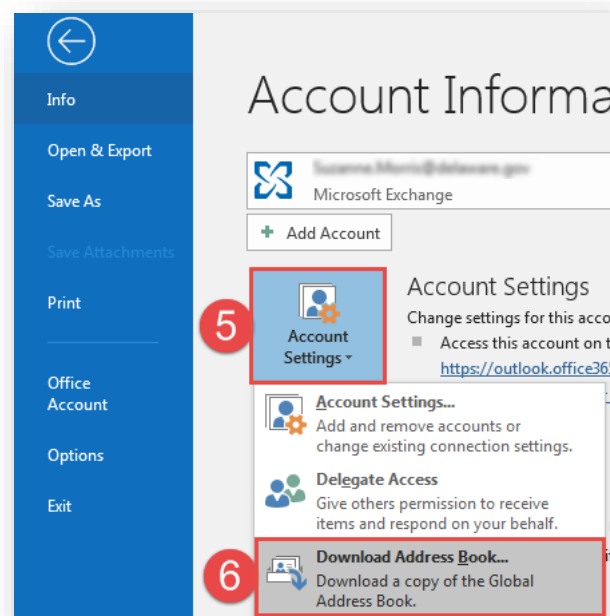 Info
Open & Export
Save As
Save Attachments
Print
Office
Account
Options
Exit
Account Informa
Microsoft Exchange
+ Add Account
5
Account
Settings
Account Settings
Change settings for this acco
Access this account on t
https://outlook.office36
Account Settings...
Add and remove accounts or
change existing connection settings.
Delegate Access
Give others permission to receive
items and respond on your behalf.
6
Download Address Book...
Download a copy of the Global
Address Book.